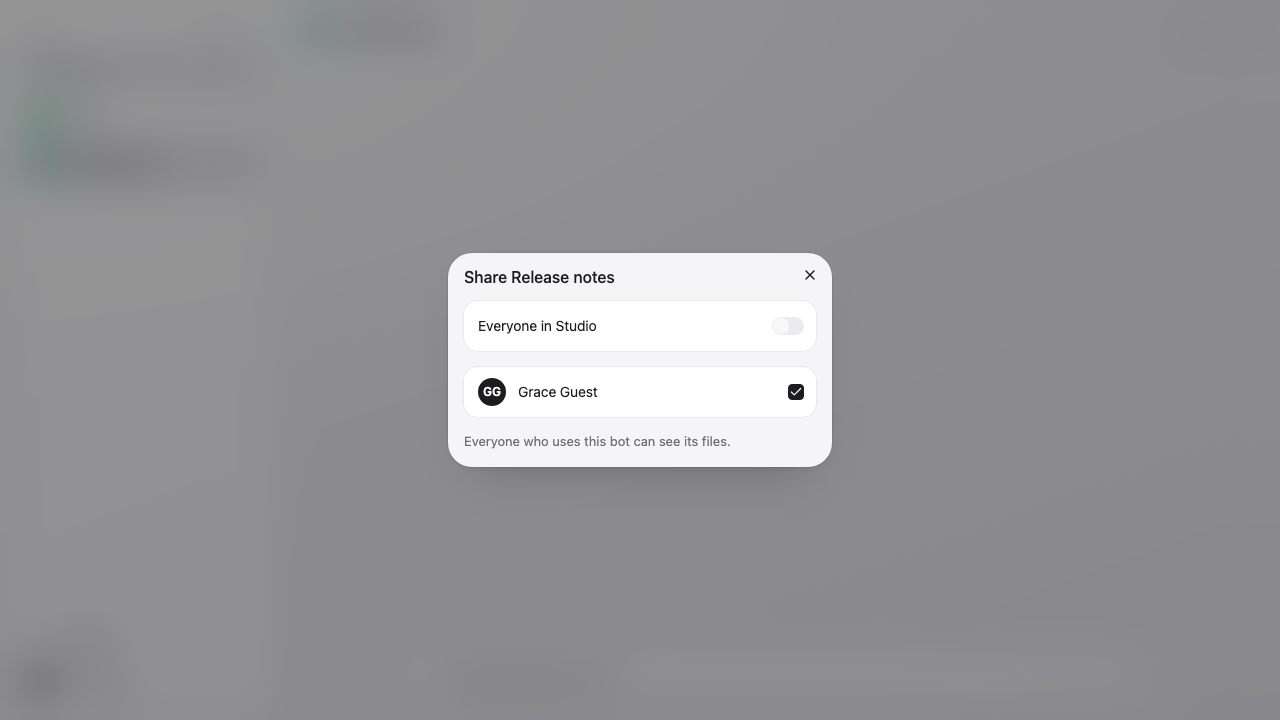 Share Release notes
Everyone in Studio
GG Grace Guest
Everyone who uses this bot can see its files.